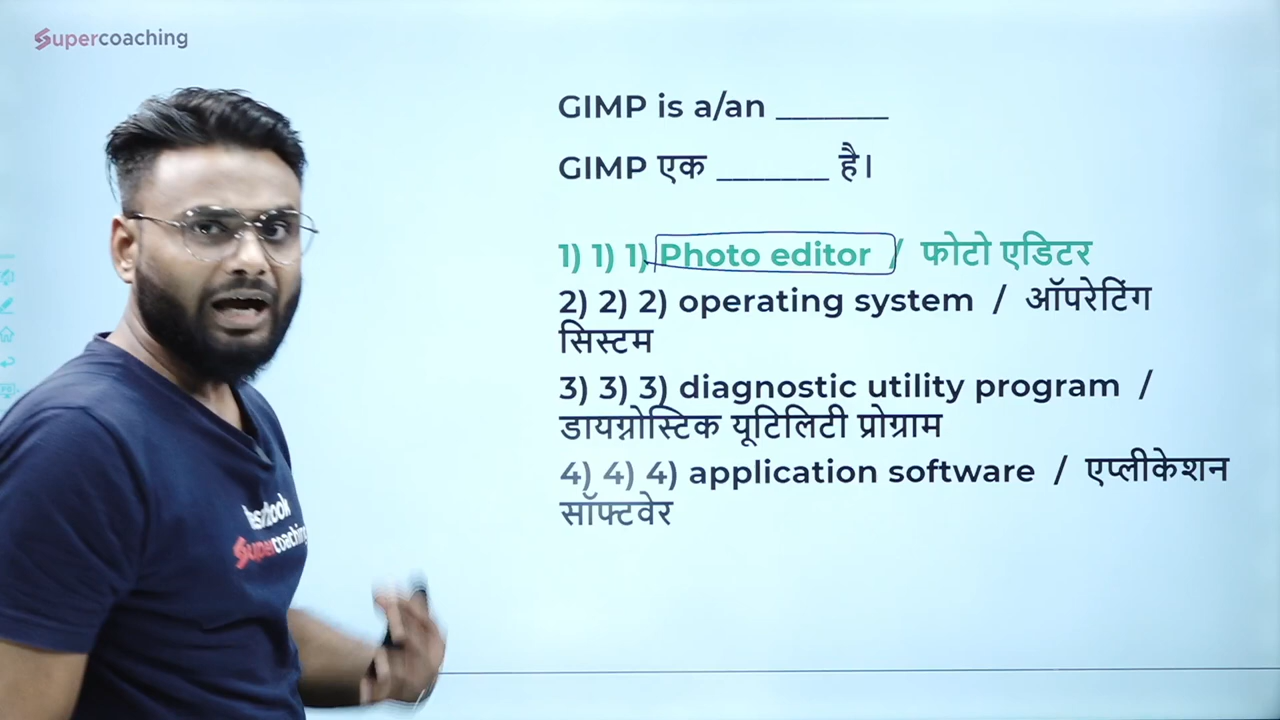 Supercoaching
GIMP is a/an _______
GIMP एक _______ है।
1) 1) 1) Photo editor / फोटो एडिटर
2) 2) 2) operating system / ऑपरेटिंग
सिस्टम
3) 3) 3) diagnostic utility program /
डायग्नोस्टिक यूटिलिटी प्रोग्राम
4) 4) 4) application software / एप्लीकेशन
सॉफ्टवेर
Supercoaching